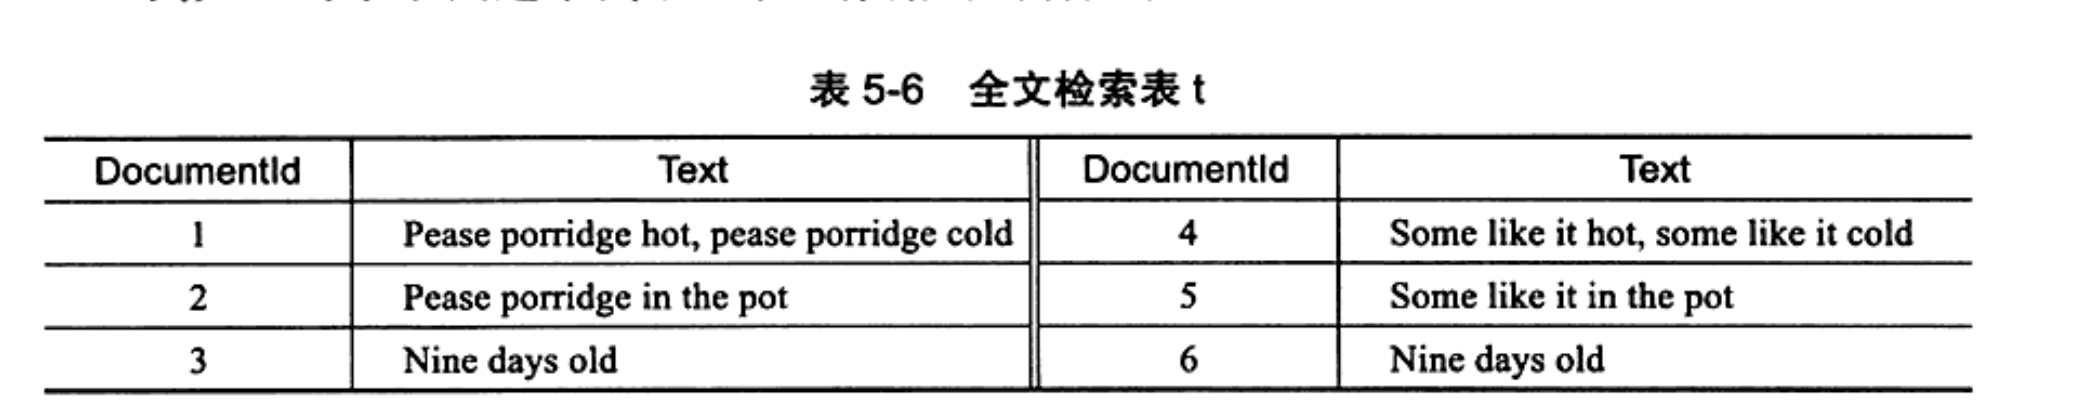 表 5-6 全文检索表 t
DocumentId Text DocumentId Text
1 Pease porridge hot, pease porridge cold 4 Some like it hot, some like it cold
2 Pease porridge in the pot 5 Some like it in the pot
3 Nine days old 6 Nine days old